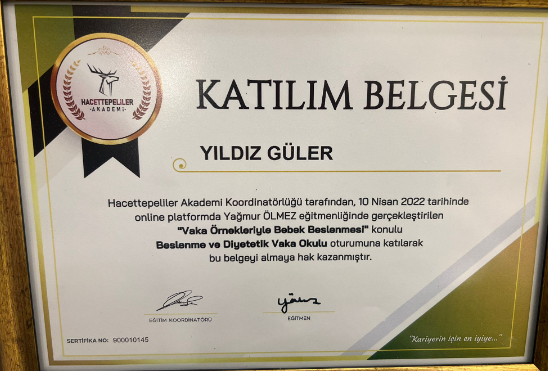 HACETTEPELİLER
·AKADEMİ·
KATILIM BELGESİ
YILDIZ GÜLER
Hacettepeliler Akademi Koordinatörlüğü tarafından, 10 Nisan 2022 tarihinde
online platformda Yağmur ÖLMEZ eğitmenliğinde gerçekleştirilen
"Vaka Örnekleriyle Bebek Beslenmesi" konulu
Beslenme ve Diyetetik Vaka Okulu oturumuna katılarak
bu belgeyi almaya hak kazanmıştır.
EĞİTİM KOORDİNATÖRÜ
EĞİTMEN
SERTİFİKA NO: 900010145
"Kariyerin için en iyiye..."